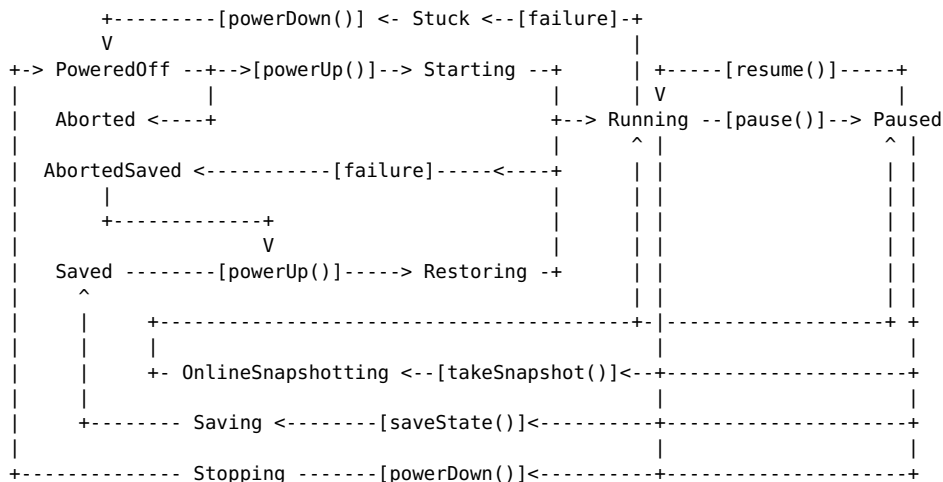 +---------[powerDown()] <- Stuck <--[failure]-+
V |
+-> PoweredOff --+-->[powerUp()]--> Starting --+ | +-----[resume()]-----+
| | | | V |
| Aborted <----+ +--> Running --[pause()]--> Paused
| | ^ | ^ |
| AbortedSaved <-----------[failure]-----<----+ | | | |
| | | | | | |
| +-------------+ | | | | |
| V | | | | |
| Saved --------[powerUp()]-----> Restoring -+ | | | |
| ^ | | | |
| | +-----------------------------------------+-|-------------------+ +
| | | | |
| | +- OnlineSnapshotting <--[takeSnapshot()]<--+---------------------+
| | | |
| +-------- Saving <--------[saveState()]<----------+---------------------+
| | |
+-------------- Stopping -------[powerDown()]<----------+---------------------+